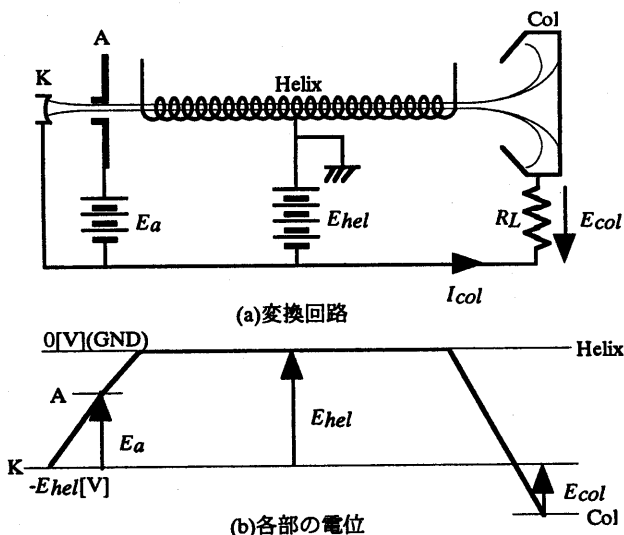 Col
A
K
Helix
Ea
Ehel
RL
Ecol
Icol
(a)変換回路
0[V](GND)
Helix
A
Ea
Ehel
K
-Ehel[V]
Ecol
Col
(b)各部の電位